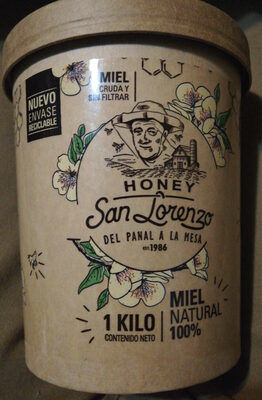 MIEL
CRUDA Y
SIN FILTRAR
NUEVO
ENVASE
RECICLABLE
HONEY
San Lorenzo
DEL PANAL A LA MESA
est 1986
1 KILO
CONTENIDO NETO
MIEL
NATURAL
100%